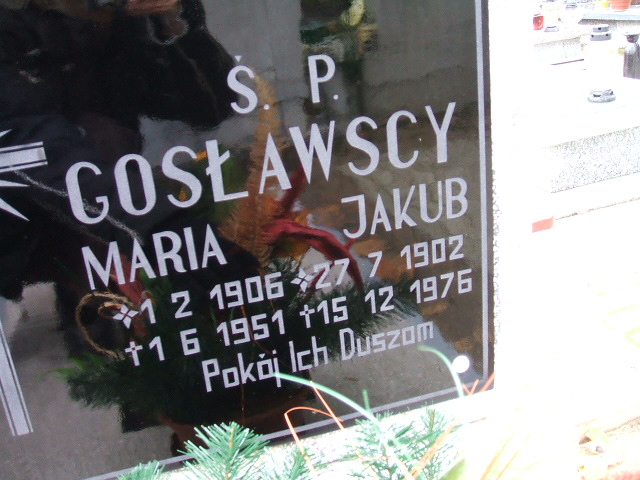 Ś. P.
GOSŁAWSCY
MARIA JAKUB
1 2 1906 27 7 1902
†1 6 1951 †15 12 1976
Pokój Ich Duszom